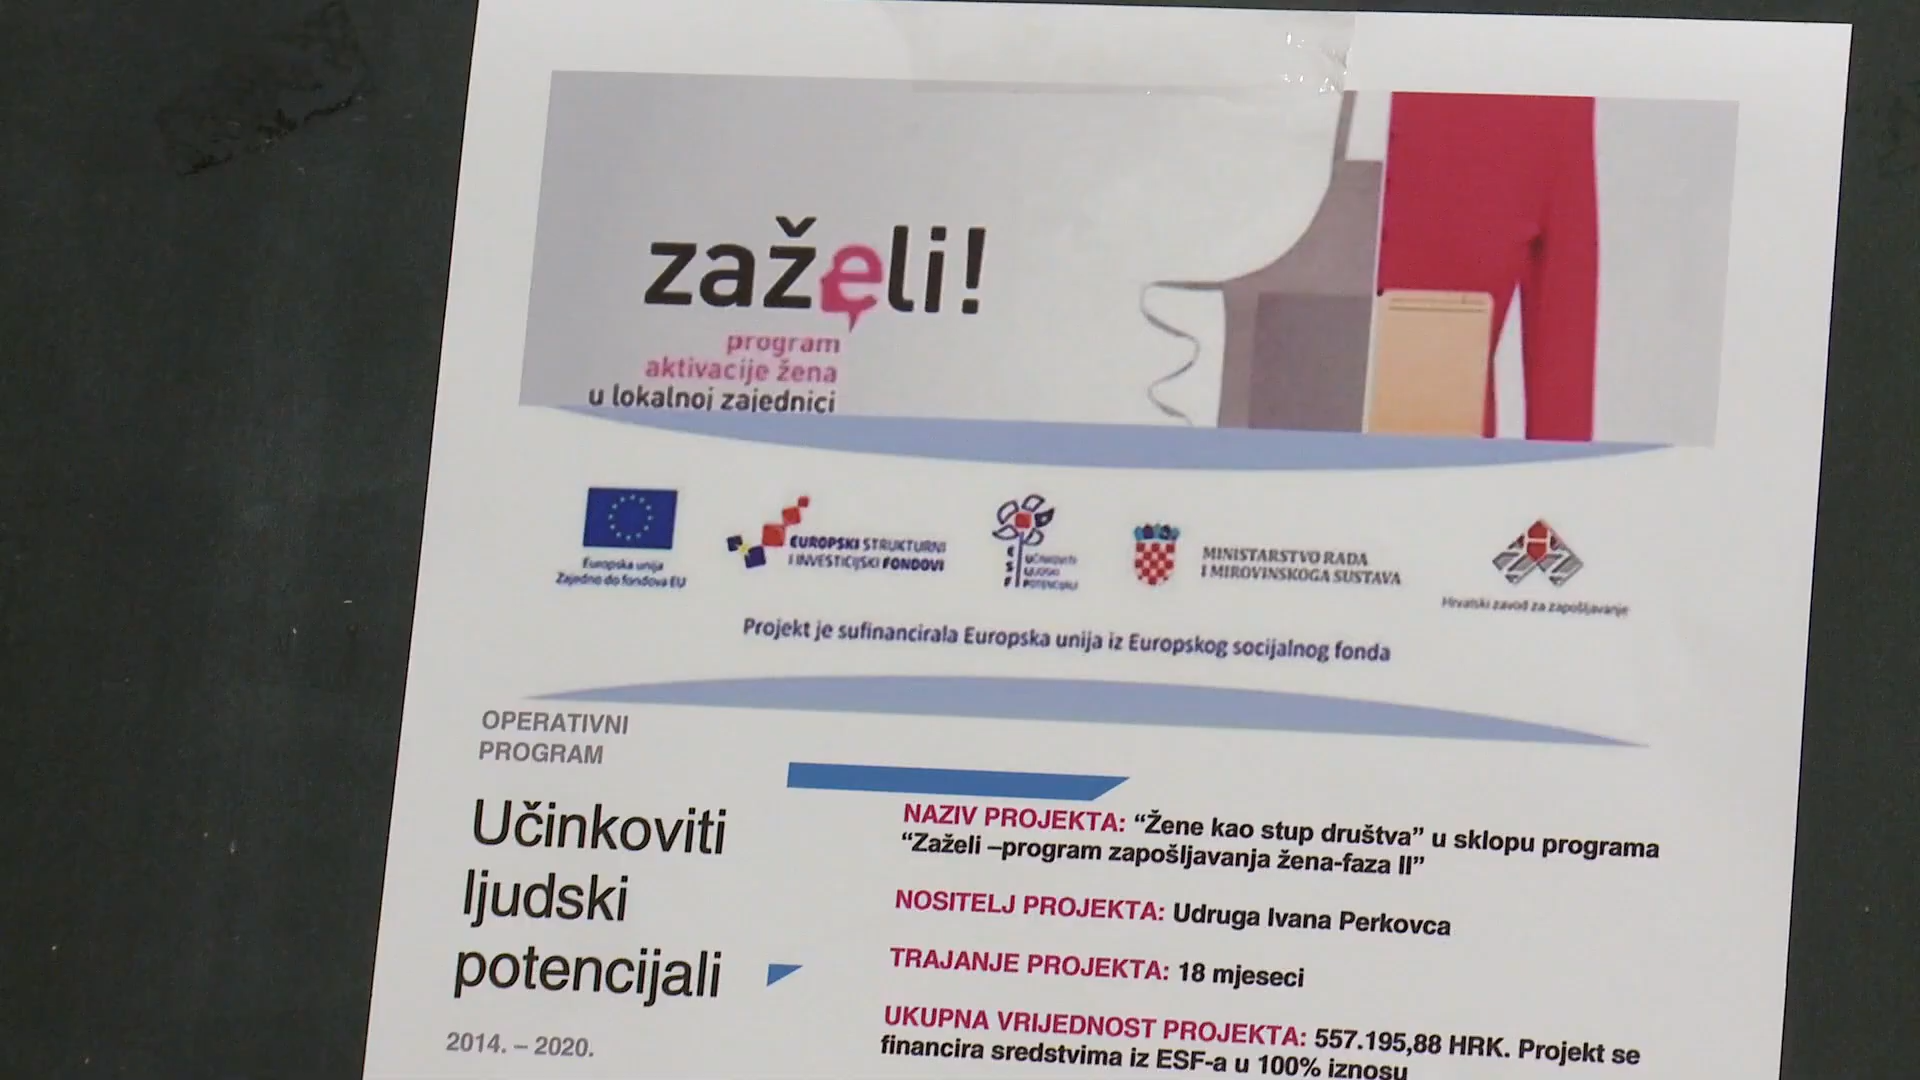 zaželi!
program
aktivacije žena
u lokalnoj zajednici
Europska unija
Zajedno do fondova EU
EUROPSKI STRUKTURNI
I INVESTICIJSKI FONDOVI
ESF
UČINKOVITI
LJUDSKI
POTENCIJALI
MINISTARSTVO RADA
I MIROVINSKOGA SUSTAVA
Hrvatski zavod za zapošljavanje
Projekt je sufinancirala Europska unija iz Europskog socijalnog fonda
OPERATIVNI
PROGRAM
Učinkoviti
ljudski
potencijali
2014. – 2020.
NAZIV PROJEKTA: “Žene kao stup društva” u sklopu programa
“Zaželi –program zapošljavanja žena-faza II”
NOSITELJ PROJEKTA: Udruga Ivana Perkovca
TRAJANJE PROJEKTA: 18 mjeseci
UKUPNA VRIJEDNOST PROJEKTA: 557.195,88 HRK. Projekt se
financira sredstvima iz ESF-a u 100% iznosu